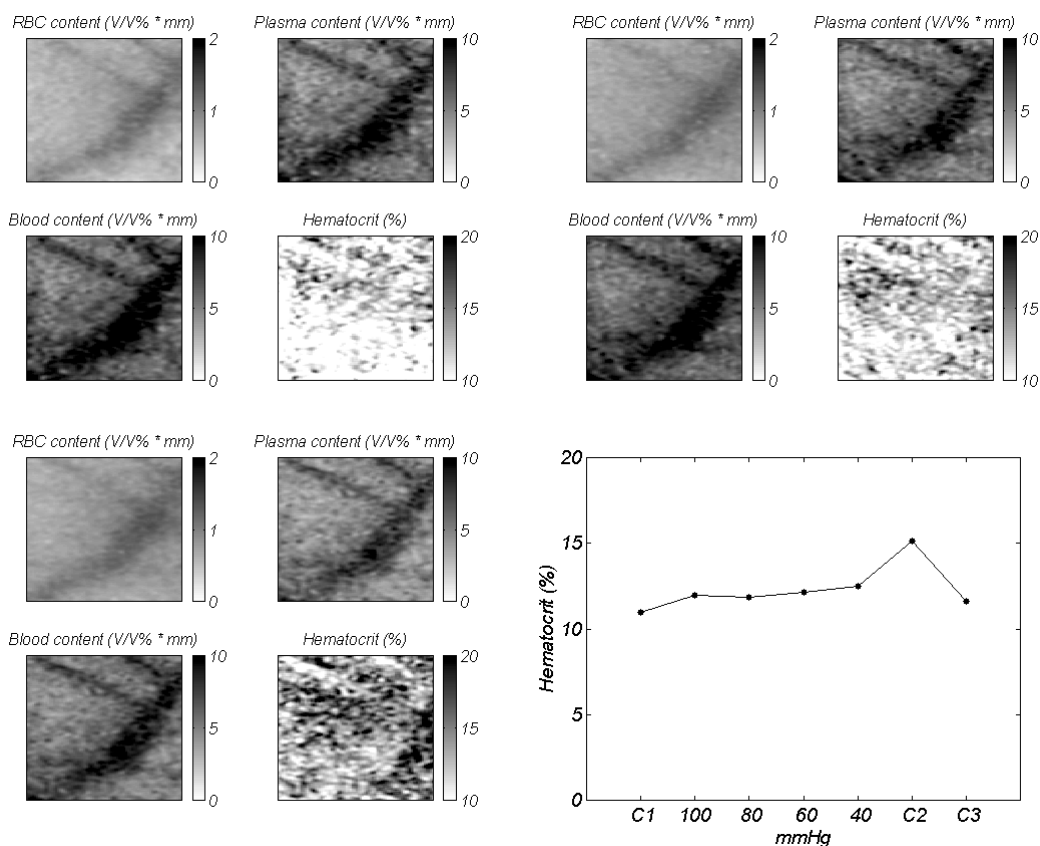 RBC content (V/V% * mm)
2
1
0
Plasma content (V/V% * mm)
10
5
0
Blood content (V/V% * mm)
10
5
0
Hematocrit (%)
20
15
10
RBC content (V/V% * mm)
2
1
0
Plasma content (V/V% * mm)
10
5
0
Blood content (V/V% * mm)
10
5
0
Hematocrit (%)
20
15
10
RBC content (V/V% * mm)
2
1
0
Plasma content (V/V% * mm)
10
5
0
Blood content (V/V% * mm)
10
5
0
Hematocrit (%)
20
15
10
Hematocrit (%)
20
15
10
5
0
C1 100 80 60 40 C2 C3
mmHg